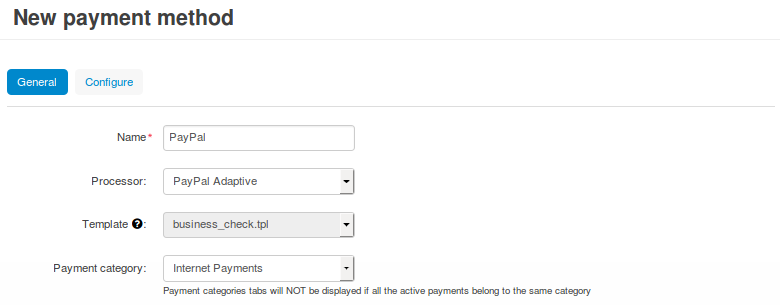 New payment method
General Configure
Name* PayPal
Processor: PayPal Adaptive
Template ?: business_check.tpl
Payment category: Internet Payments
Payment categories tabs will NOT be displayed if all the active payments belong to the same category